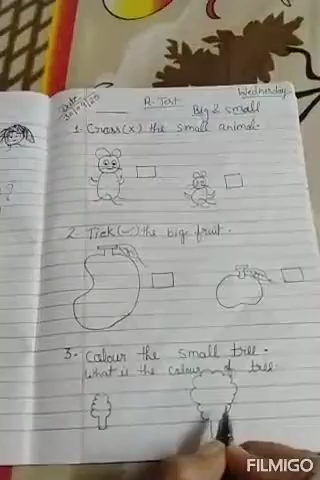 Wednesday
Date
R-Test
Big & small
1. Cross (x) the small animal.
2. Tick (✓) the big fruit.
3. Colour the small tree.
What is the colour of tree
?
FILMIGO